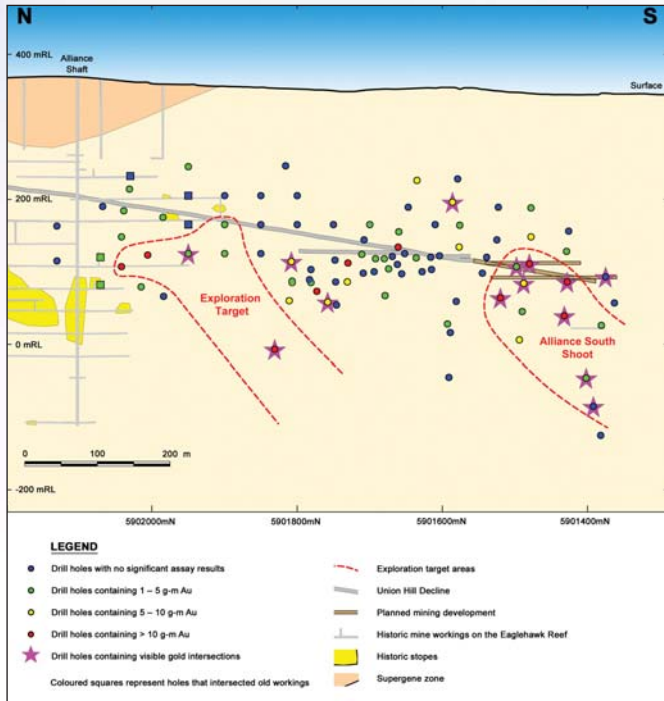 N
S
400 mRL
Alliance
Shaft
Surface
200 mRL
Exploration
Target
Alliance South
Shoot
0 mRL
0 100 200 m
-200 mRL
5902000mN 5901800mN 5901600mN 5901400mN
LEGEND
Drill holes with no significant assay results
Drill holes containing 1 – 5 g-m Au
Drill holes containing 5 – 10 g-m Au
Drill holes containing > 10 g-m Au
Drill holes containing visible gold intersections
Coloured squares represent holes that intersected old workings
Exploration target areas
Union Hill Decline
Planned mining development
Historic mine workings on the Eaglehawk Reef
Historic stopes
Supergene zone